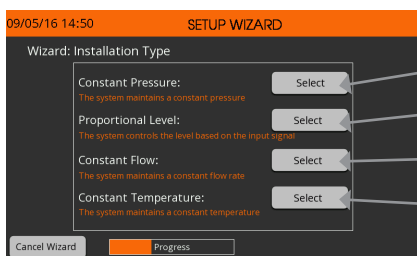 09/05/16 14:50 SETUP WIZARD
Wizard: Installation Type
Constant Pressure: Select
The system maintains a constant pressure
Proportional Level: Select
The system controls the level based on the input signal
Constant Flow: Select
The system maintains a constant flow rate
Constant Temperature: Select
The system maintains a constant temperature
Cancel Wizard Progress